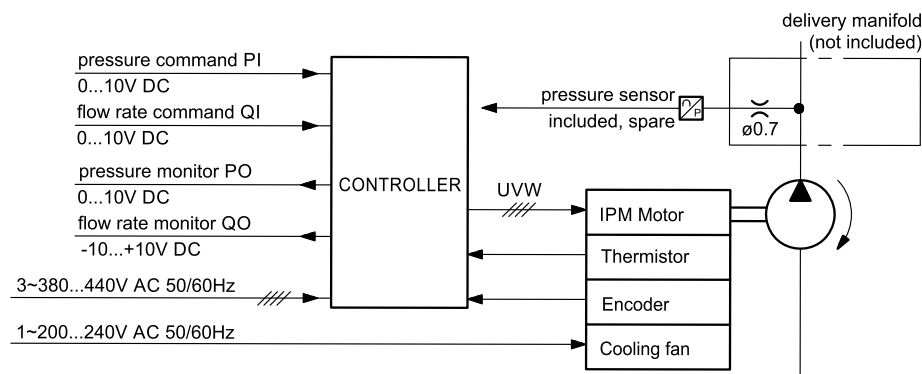 delivery manifold
(not included)
pressure command PI
0...10V DC
pressure sensor
included, spare
P
ø0.7
flow rate command QI
0...10V DC
pressure monitor PO
0...10V DC
CONTROLLER
UVW
IPM Motor
flow rate monitor QO
-10...+10V DC
Thermistor
3~380...440V AC 50/60Hz
Encoder
1~200...240V AC 50/60Hz
Cooling fan